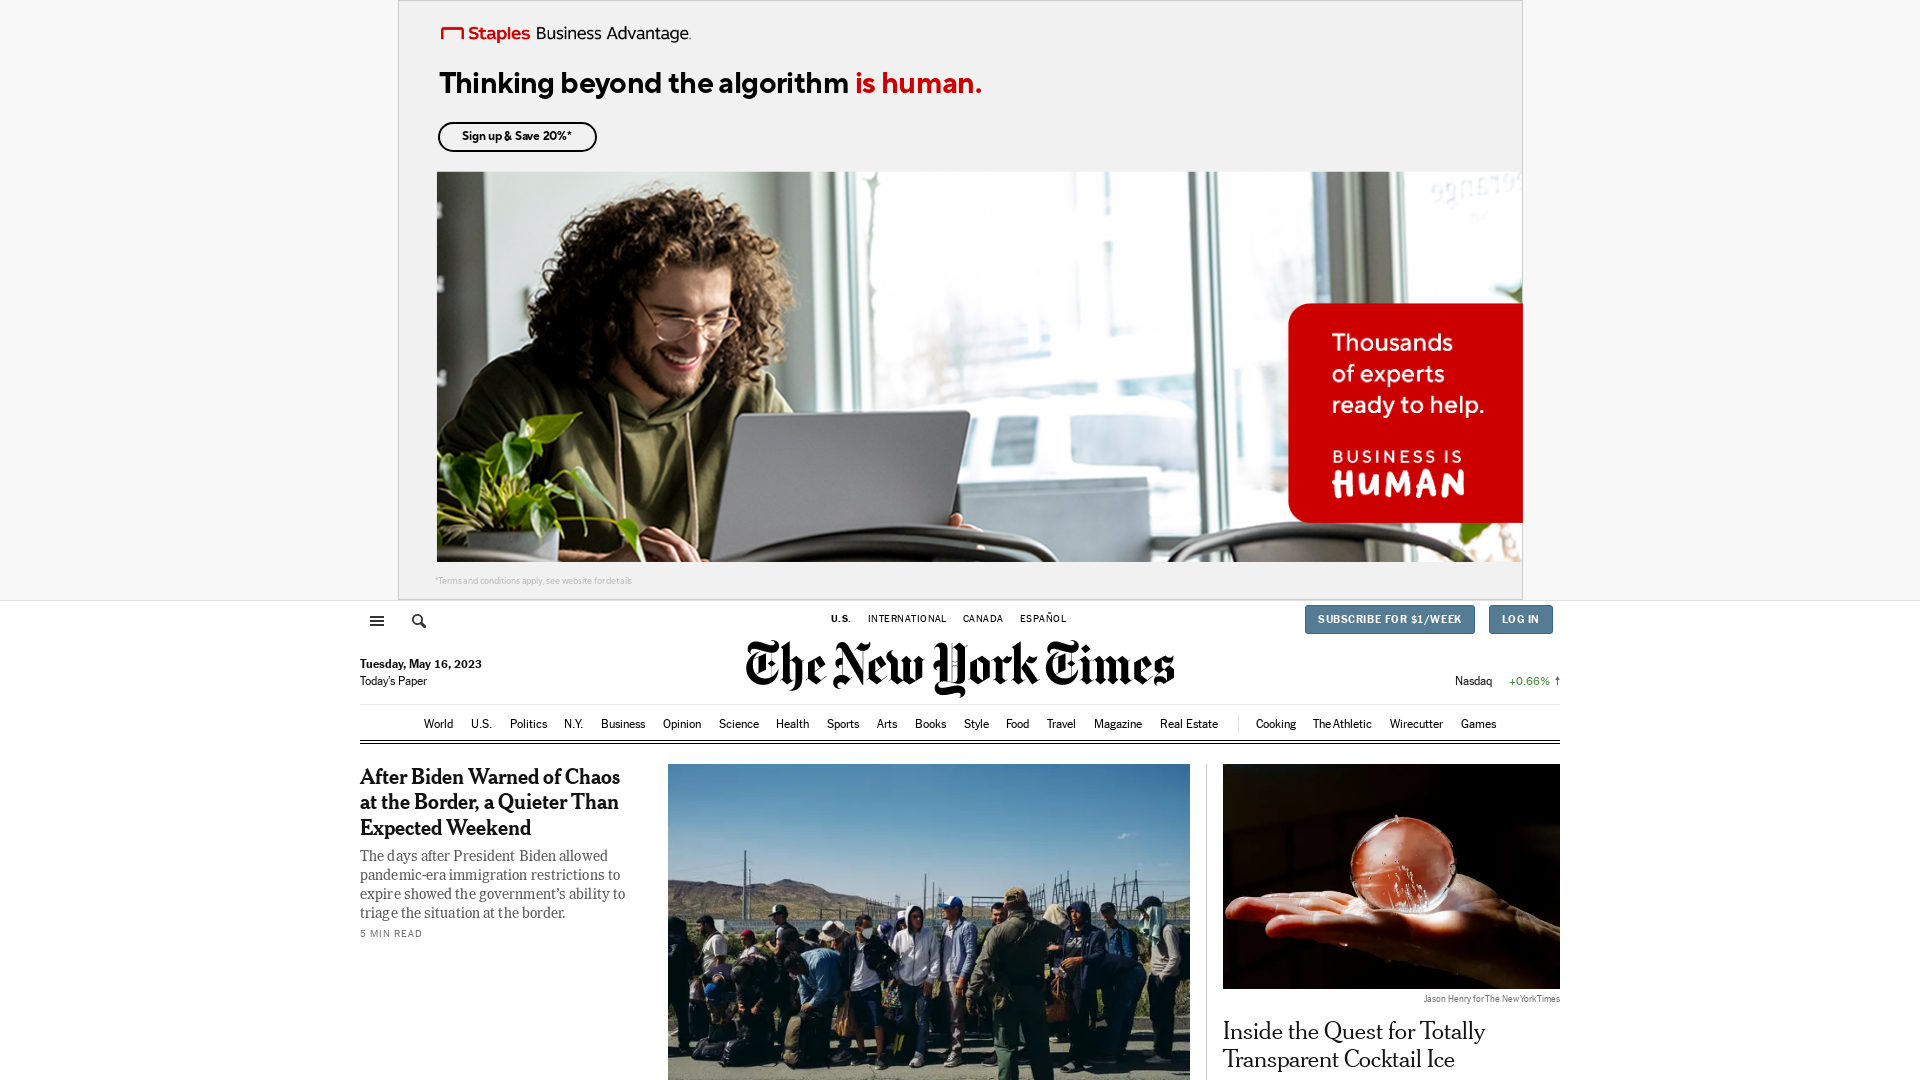 Staples Business Advantage.
Thinking beyond the algorithm is human.
Sign up & Save 20%*
Thousands
of experts
ready to help.
BUSINESS IS
HUMAN
*Terms and conditions apply, see website for details
U.S. INTERNATIONAL CANADA ESPAÑOL
SUBSCRIBE FOR $1/WEEK LOG IN
The New York Times
Tuesday, May 16, 2023
Today's Paper
Nasdaq +0.66% ↑
World U.S. Politics N.Y. Business Opinion Science Health Sports Arts Books Style Food Travel Magazine Real Estate Cooking The Athletic Wirecutter Games
After Biden Warned of Chaos
at the Border, a Quieter Than
Expected Weekend
The days after President Biden allowed
pandemic-era immigration restrictions to
expire showed the government's ability to
triage the situation at the border.
5 MIN READ
Jason Henry for The New York Times
Inside the Quest for Totally
Transparent Cocktail Ice